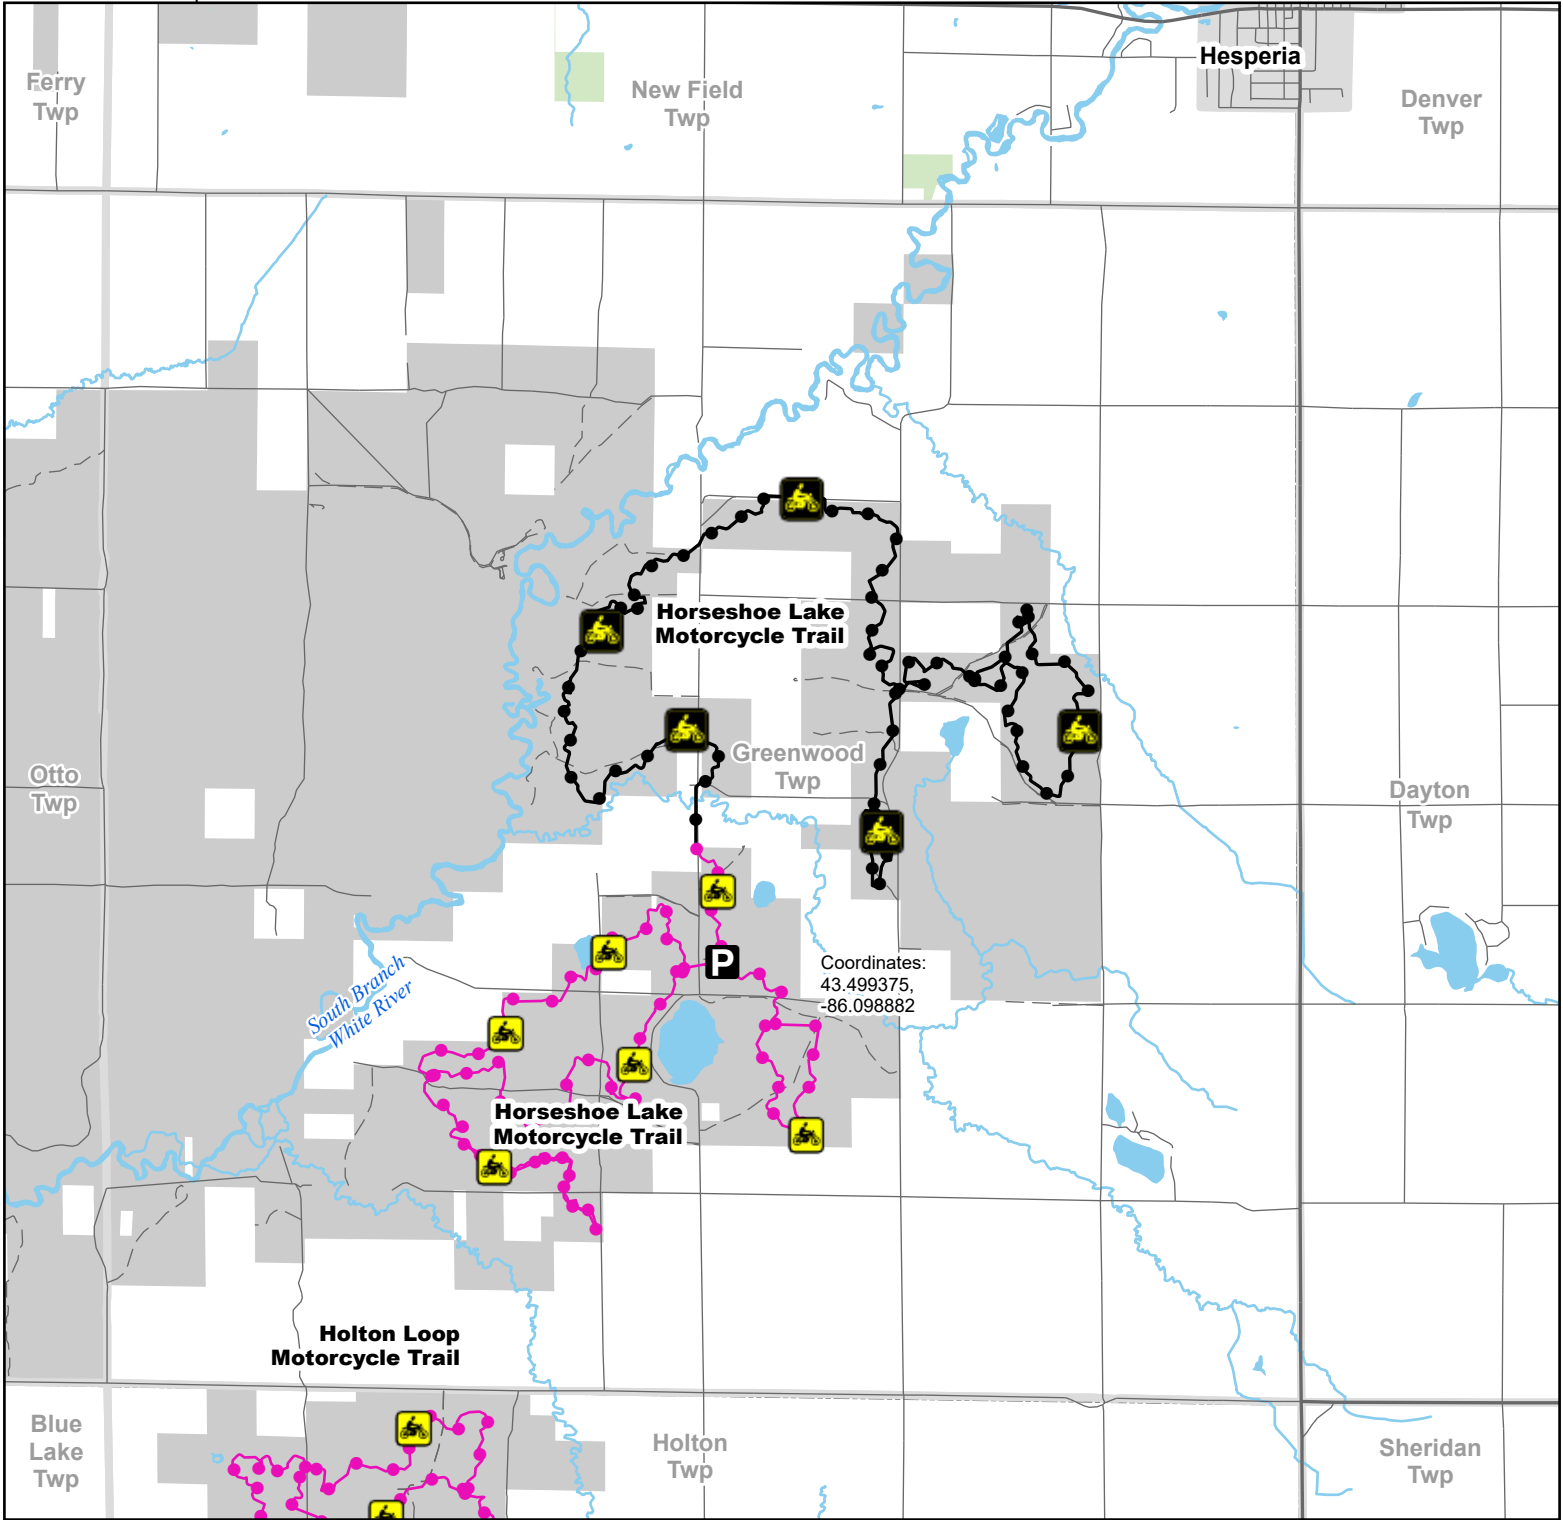 Hesperia
Ferry
Twp
New Field
Twp
Denver
Twp
Horseshoe Lake
Motorcycle Trail
Greenwood
Twp
Otto
Twp
Dayton
Twp
P
Coordinates:
43.499375,
-86.098882
South Branch
White River
Horseshoe Lake
Motorcycle Trail
Holton Loop
Motorcycle Trail
Blue
Lake
Twp
Holton
Twp
Sheridan
Twp